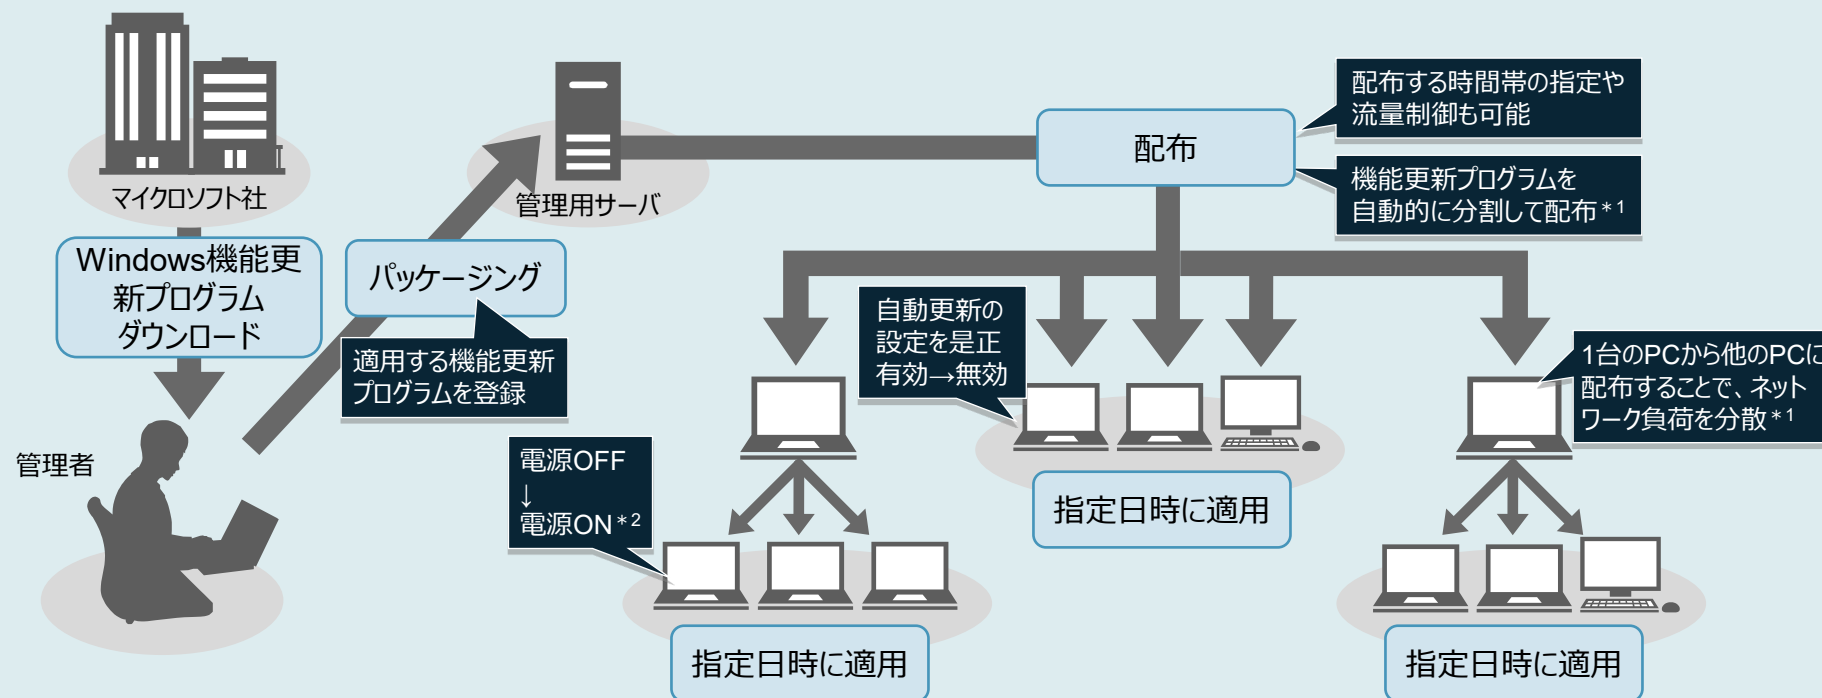 マイクロソフト社
Windows機能更
新プログラム
ダウンロード
管理者
パッケージング
適用する機能更新
プログラムを登録
管理用サーバ
配布
配布する時間帯の指定や
流量制御も可能
機能更新プログラムを
自動的に分割して配布*1
自動更新の
設定を是正
有効→無効
1台のPCから他のPCに
配布することで、ネット
ワーク負荷を分散*1
電源OFF
↓
電源ON*2
指定日時に適用
指定日時に適用
指定日時に適用